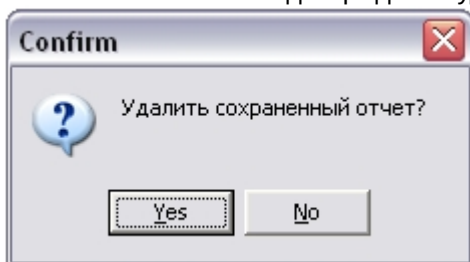 Confirm
Удалить сохраненный отчет?
Yes
No